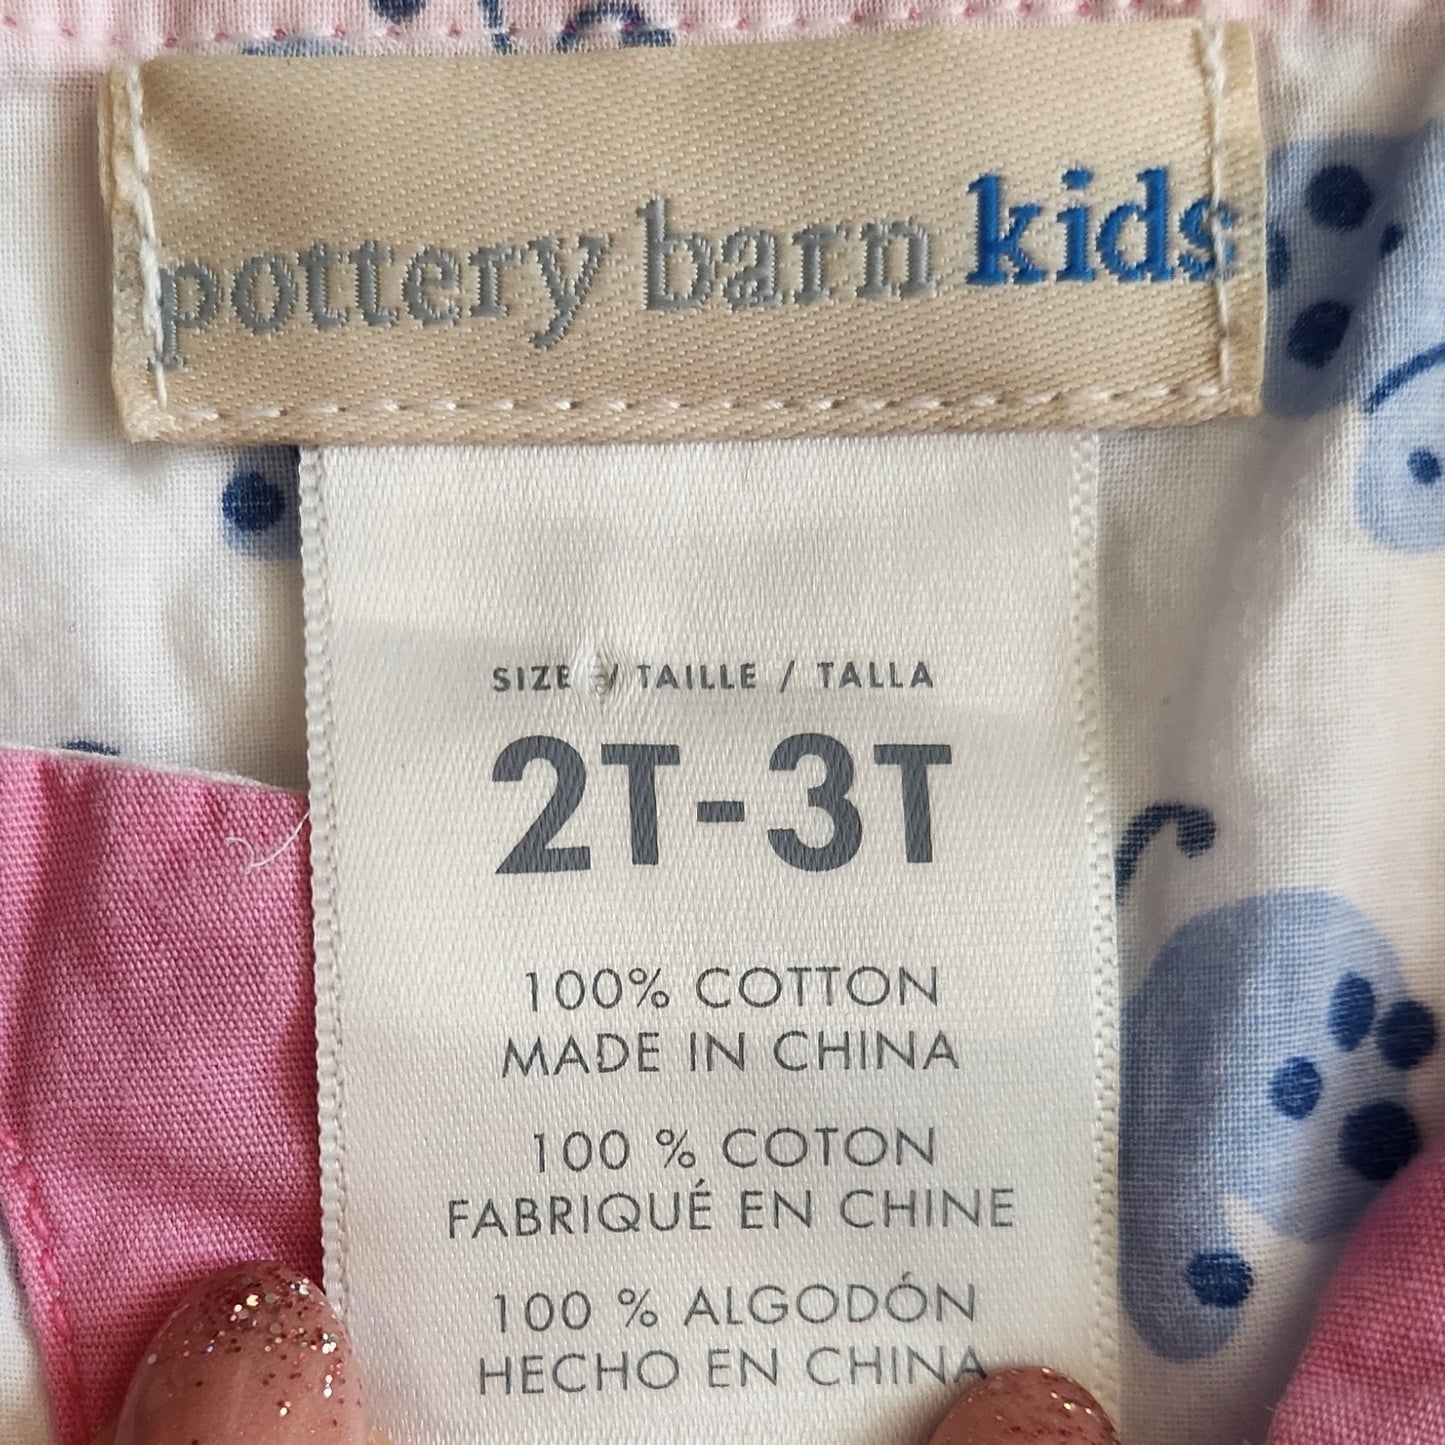 pottery barn kids
SIZE / TAILLE / TALLA
2T-3T
100% COTTON
MADE IN CHINA
100 % COTON
FABRIQUÉ EN CHINE
100 % ALGODÓN
HECHO EN CHINA